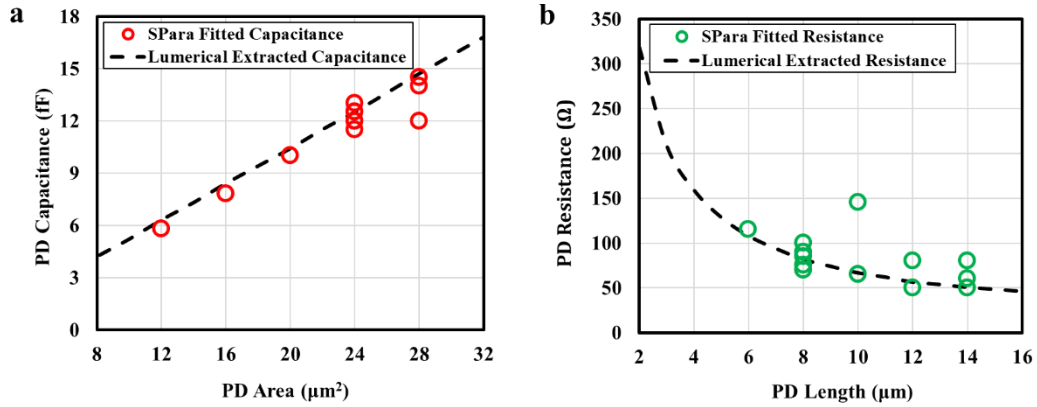 a
SPara Fitted Capacitance
Lumerical Extracted Capacitance
18
15
12
9
6
3
0
PD Capacitance (fF)
8 12 16 20 24 28 32
PD Area (μm²)
b
SPara Fitted Resistance
Lumerical Extracted Resistance
350
300
250
200
150
100
50
0
PD Resistance (Ω)
2 4 6 8 10 12 14 16
PD Length (μm)